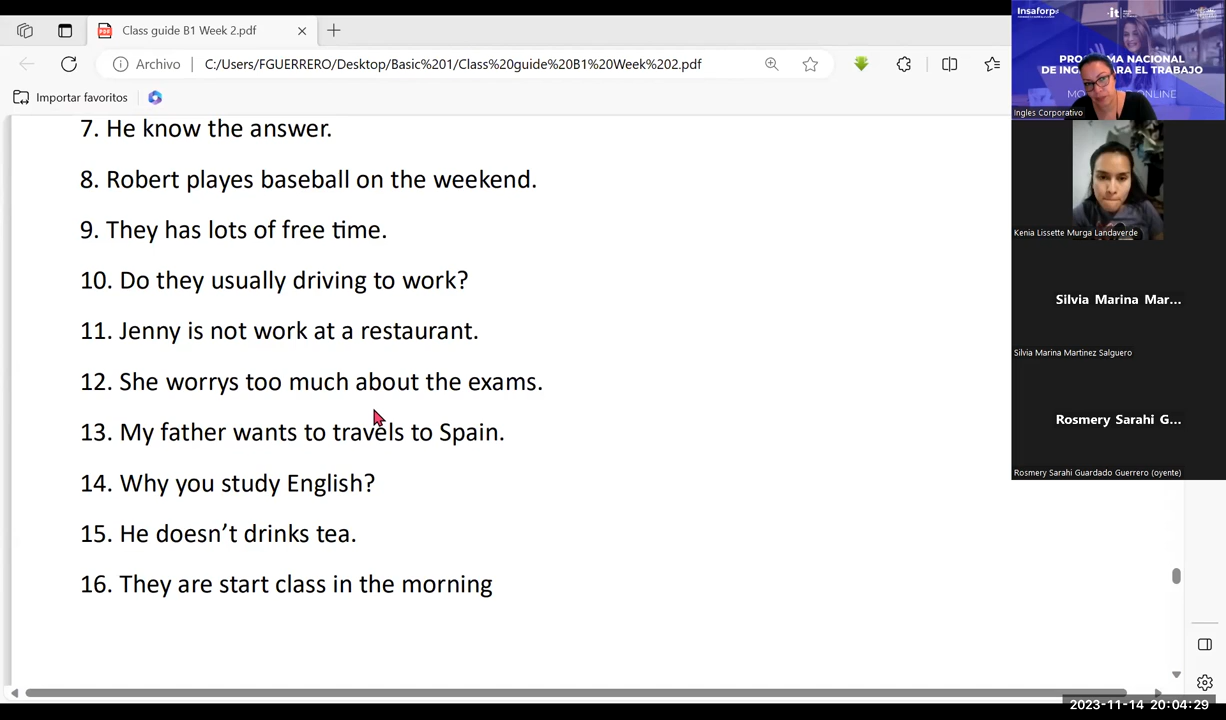 Class guide B1 Week 2.pdf
Archivo
C:/Users/FGUERRERO/Desktop/Basic%201/Class%20guide%20B1%20Week%202.pdf
Importar favoritos
7. He know the answer.
8. Robert playes baseball on the weekend.
9. They has lots of free time.
10. Do they usually driving to work?
11. Jenny is not work at a restaurant.
12. She worrys too much about the exams.
13. My father wants to travels to Spain.
14. Why you study English?
15. He doesn't drinks tea.
16. They are start class in the morning
Insaforp
it
Ingles Corporativo
Kenia Lissette Murga Landaverde
Silvia Marina Mar...
Silvia Marina Martinez Salguero
Rosmery Sarahi G...
Rosmery Sarahi Guardado Guerrero (oyente)
2023-11-14 20:04:29